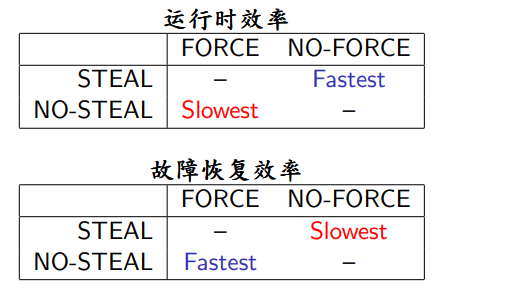 运行时效率
FORCE NO-FORCE
STEAL – Fastest
NO-STEAL Slowest –
故障恢复效率
FORCE NO-FORCE
STEAL – Slowest
NO-STEAL Fastest –